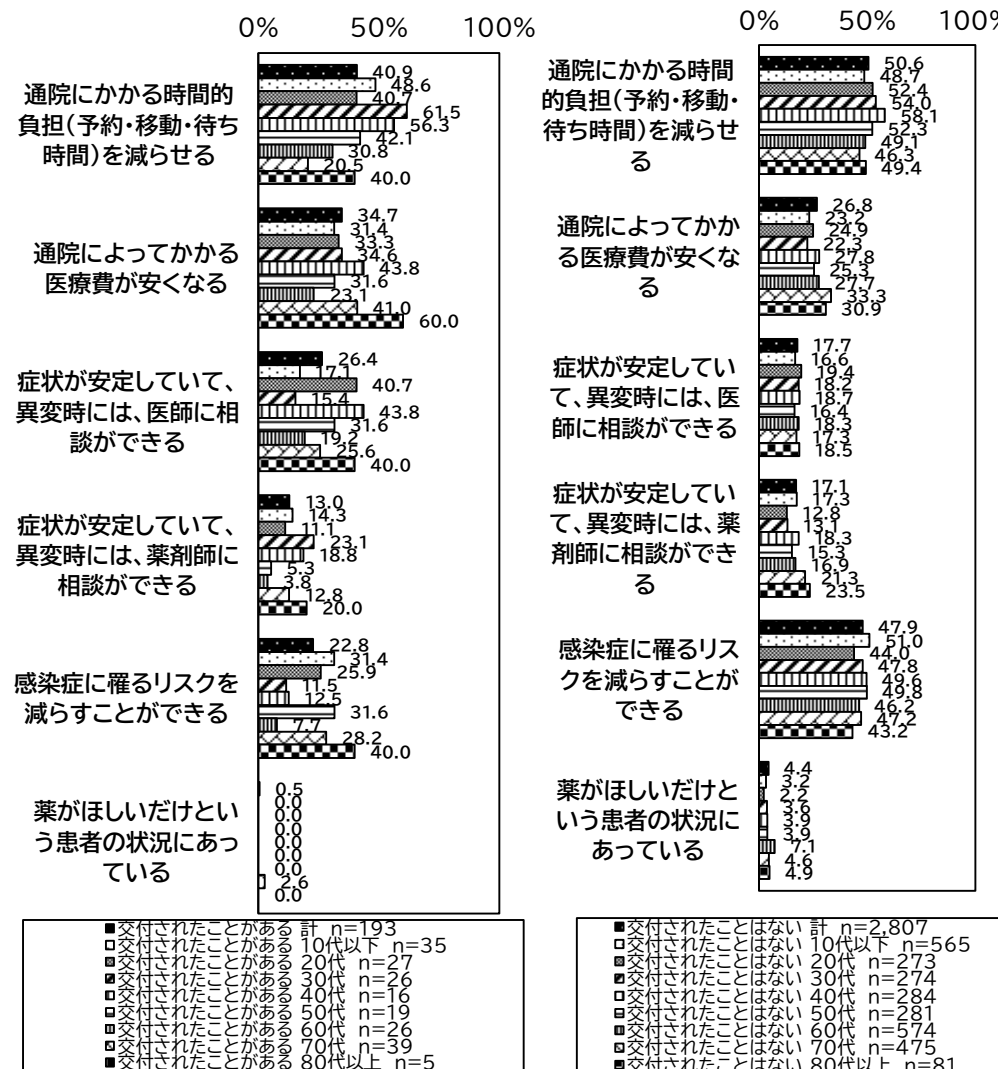 0% 50% 100%
通院にかかる時間的
負担(予約・移動・待ち
時間)を減らせる
40.9
48.6
40.7
61.5
56.3
42.1
30.8
20.5
40.0
通院によってかかる
医療費が安くなる
34.7
31.4
33.3
34.6
43.8
31.6
23.1
41.0
60.0
症状が安定していて、
異変時には、医師に相
談ができる
26.4
17.1
40.7
15.4
43.8
31.6
19.2
25.6
40.0
症状が安定していて、
異変時には、薬剤師に
相談ができる
13.0
14.3
11.1
23.1
18.8
5.3
3.8
12.8
20.0
感染症に罹るリスクを
減らすことができる
22.8
31.4
25.9
11.5
12.5
31.6
7.7
28.2
40.0
薬がほしいだけとい
う患者の状況にあっ
ている
0.5
0.0
0.0
0.0
0.0
0.0
0.0
2.6
0.0
交付されたことがある 計 n=193
交付されたことがある 10代以下 n=35
交付されたことがある 20代 n=27
交付されたことがある 30代 n=26
交付されたことがある 40代 n=16
交付されたことがある 50代 n=19
交付されたことがある 60代 n=26
交付されたことがある 70代 n=39
交付されたことがある 80代以上 n=5
0% 50% 100%
通院にかかる時間
的負担(予約・移動・
待ち時間)を減らせ
る
50.6
48.7
52.4
54.0
58.1
52.3
49.1
46.3
49.4
通院によってかか
る医療費が安くな
る
26.8
23.2
24.9
22.3
27.8
25.3
27.7
33.3
30.9
症状が安定してい
て、異変時には、医
師に相談ができる
17.7
16.6
19.4
18.2
18.7
16.4
18.3
17.3
18.5
症状が安定してい
て、異変時には、薬
剤師に相談ができ
る
17.1
17.3
12.8
13.1
18.3
15.3
16.9
21.3
23.5
感染症に罹るリス
クを減らすことが
できる
47.9
51.0
44.0
47.8
49.6
49.8
46.2
47.2
43.2
薬がほしいだけと
いう患者の状況に
あっている
4.4
3.2
2.2
3.6
3.9
3.9
7.1
4.6
4.9
交付されたことはない 計 n=2,807
交付されたことはない 10代以下 n=565
交付されたことはない 20代 n=273
交付されたことはない 30代 n=274
交付されたことはない 40代 n=284
交付されたことはない 50代 n=281
交付されたことはない 60代 n=574
交付されたことはない 70代 n=475
交付されたことはない 80代以上 n=81